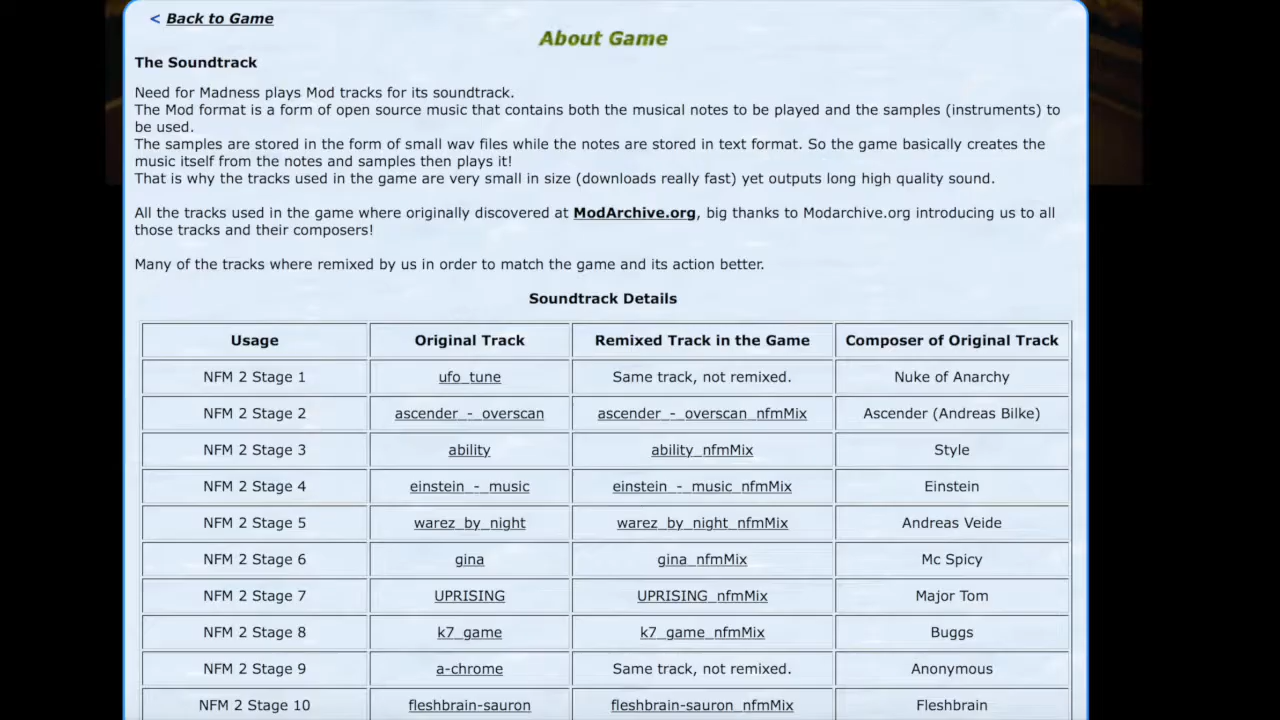 < Back to Game
About Game
The Soundtrack
Need for Madness plays Mod tracks for its soundtrack.
The Mod format is a form of open source music that contains both the musical notes to be played and the samples (instruments) to
be used.
The samples are stored in the form of small wav files while the notes are stored in text format. So the game basically creates the
music itself from the notes and samples then plays it!
That is why the tracks used in the game are very small in size (downloads really fast) yet outputs long high quality sound.
All the tracks used in the game where originally discovered at ModArchive.org, big thanks to Modarchive.org introducing us to all
those tracks and their composers!
Many of the tracks where remixed by us in order to match the game and its action better.
Soundtrack Details
Usage Original Track Remixed Track in the Game Composer of Original Track
NFM 2 Stage 1 ufo_tune Same track, not remixed. Nuke of Anarchy
NFM 2 Stage 2 ascender_-_overscan ascender_-_overscan_nfmMix Ascender (Andreas Bilke)
NFM 2 Stage 3 ability ability_nfmMix Style
NFM 2 Stage 4 einstein_-_music einstein_-_music_nfmMix Einstein
NFM 2 Stage 5 warez_by_night warez_by_night_nfmMix Andreas Veide
NFM 2 Stage 6 gina gina_nfmMix Mc Spicy
NFM 2 Stage 7 UPRISING UPRISING_nfmMix Major Tom
NFM 2 Stage 8 k7_game k7_game_nfmMix Buggs
NFM 2 Stage 9 a-chrome Same track, not remixed. Anonymous
NFM 2 Stage 10 fleshbrain-sauron fleshbrain-sauron_nfmMix Fleshbrain